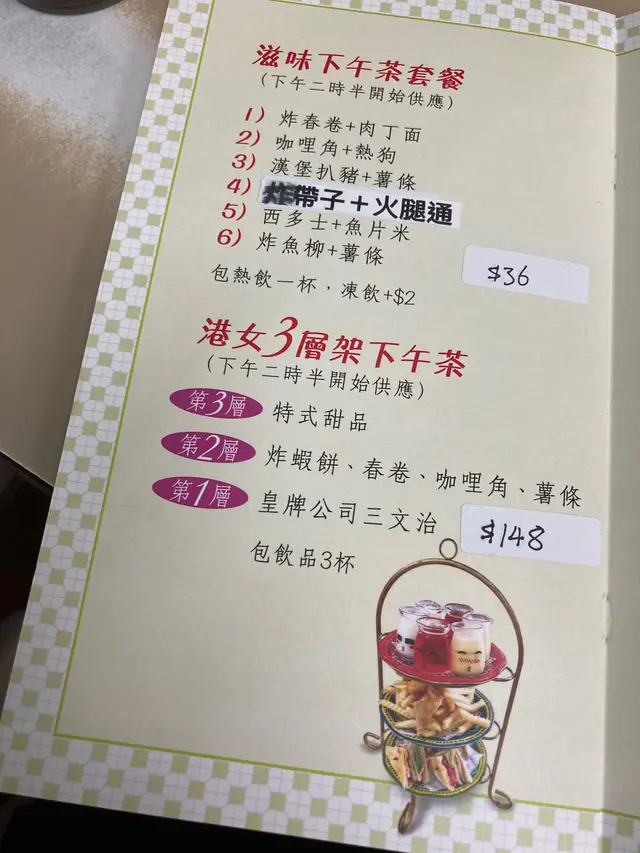 滋味下午茶套餐
(下午二時半開始供應)
1) 炸春卷+肉丁面
2) 咖哩角+熱狗
3) 漢堡扒豬+薯條
4) 炸帶子+火腿通
5) 西多士+魚片米
6) 炸魚柳+薯條
$36
包熱飲一杯,凍飲+$2
港女3層架下午茶
(下午二時半開始供應)
第3層 特式甜品
第2層 炸蝦餅、春卷、咖哩角、薯條
第1層 皇牌公司三文治
$148
包飲品3杯